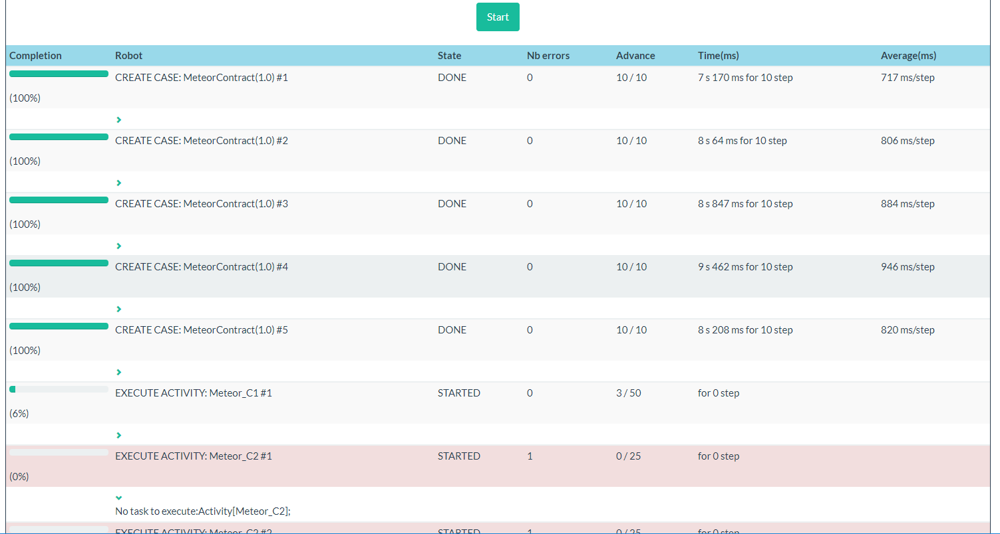 Start
Completion Robot State Nb errors Advance Time(ms) Average(ms)
CREATE CASE: MeteorContract(1.0) #1 DONE 0 10 / 10 7 s 170 ms for 10 step 717 ms/step
(100%)
CREATE CASE: MeteorContract(1.0) #2 DONE 0 10 / 10 8 s 64 ms for 10 step 806 ms/step
(100%)
CREATE CASE: MeteorContract(1.0) #3 DONE 0 10 / 10 8 s 847 ms for 10 step 884 ms/step
(100%)
CREATE CASE: MeteorContract(1.0) #4 DONE 0 10 / 10 9 s 462 ms for 10 step 946 ms/step
(100%)
CREATE CASE: MeteorContract(1.0) #5 DONE 0 10 / 10 8 s 208 ms for 10 step 820 ms/step
(100%)
EXECUTE ACTIVITY: Meteor_C1 #1 STARTED 0 3 / 50 for 0 step
(6%)
EXECUTE ACTIVITY: Meteor_C2 #1 STARTED 1 0 / 25 for 0 step
(0%)
No task to execute:Activity[Meteor_C2];
EXECUTE ACTIVITY: Meteor_C2 #2 STARTED 1 0 / 25 for 0 step